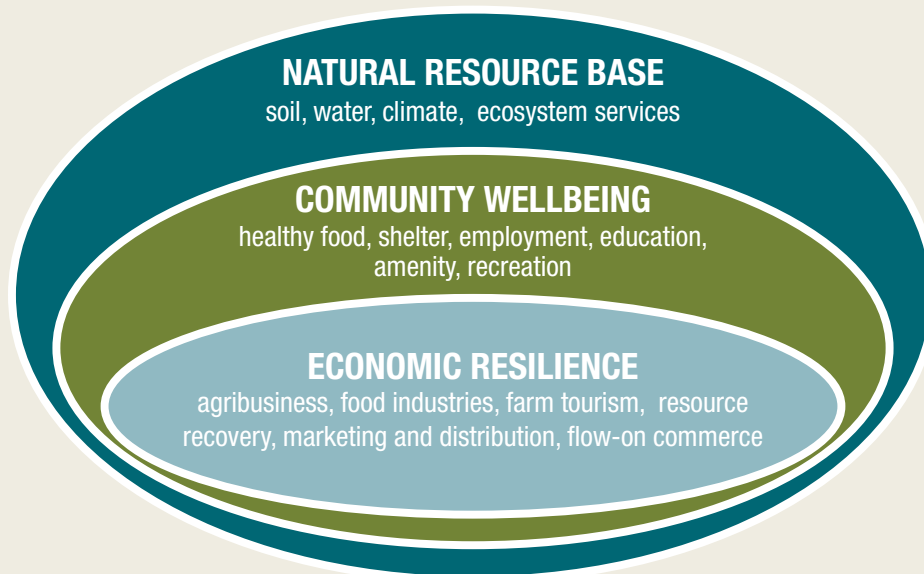 NATURAL RESOURCE BASE
soil, water, climate, ecosystem services
COMMUNITY WELLBEING
healthy food, shelter, employment, education,
amenity, recreation
ECONOMIC RESILIENCE
agribusiness, food industries, farm tourism, resource
recovery, marketing and distribution, flow-on commerce